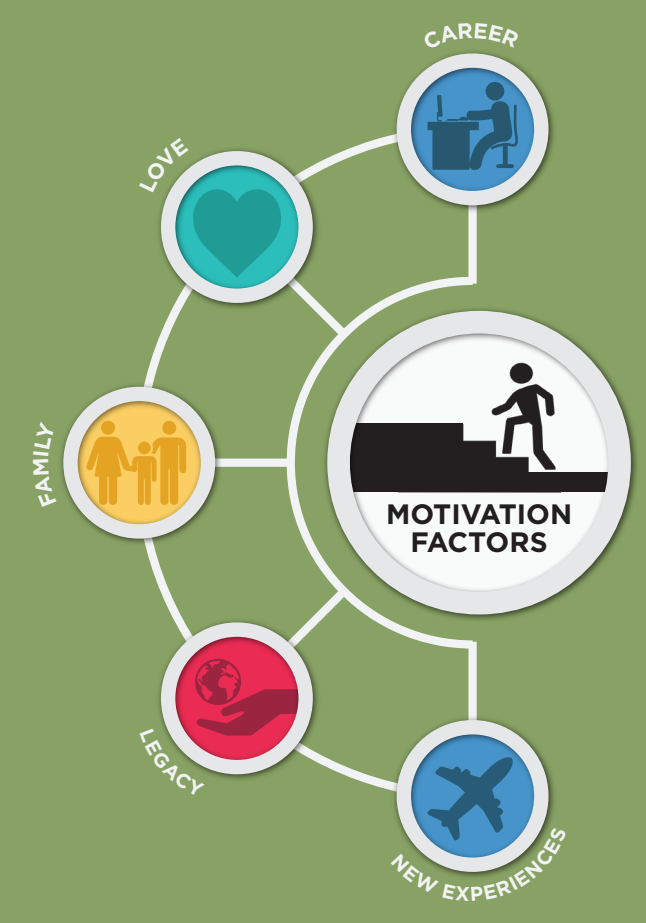 CAREER
LOVE
FAMILY
MOTIVATION
FACTORS
LEGACY
NEW EXPERIENCES